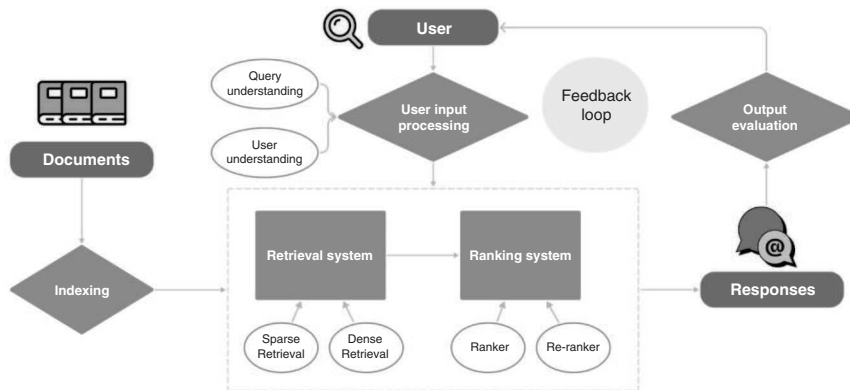 User
Query
understanding
User input
processing
Feedback
loop
Output
evaluation
Documents
User
understanding
Indexing
Retrieval system
Ranking system
@
Responses
Sparse
Retrieval
Dense
Retrieval
Ranker
Re-ranker